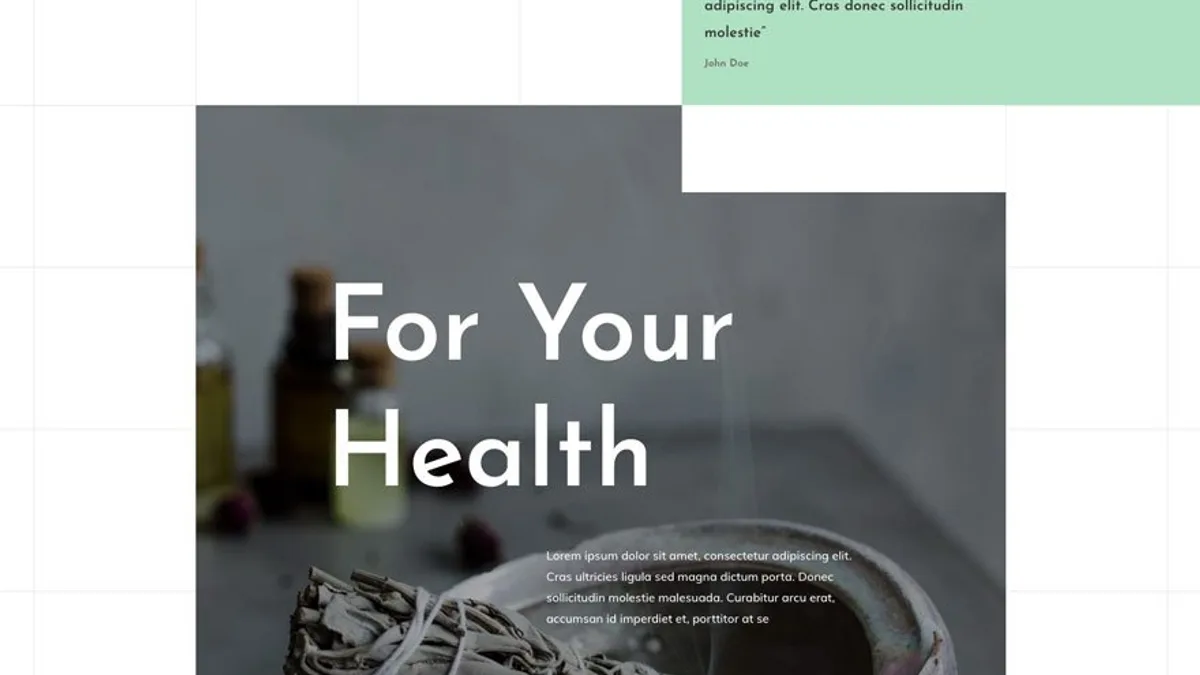 adipiscing elit. Cras donec sollicitudin
molestie”
John Doe
For Your
Health
Lorem ipsum dolor sit amet, consectetur adipiscing elit.
Cras ultricies ligula sed magna dictum porta. Donec
sollicitudin molestie malesuada. Curabitur arcu erat,
accumsan id imperdiet et, porttitor at se